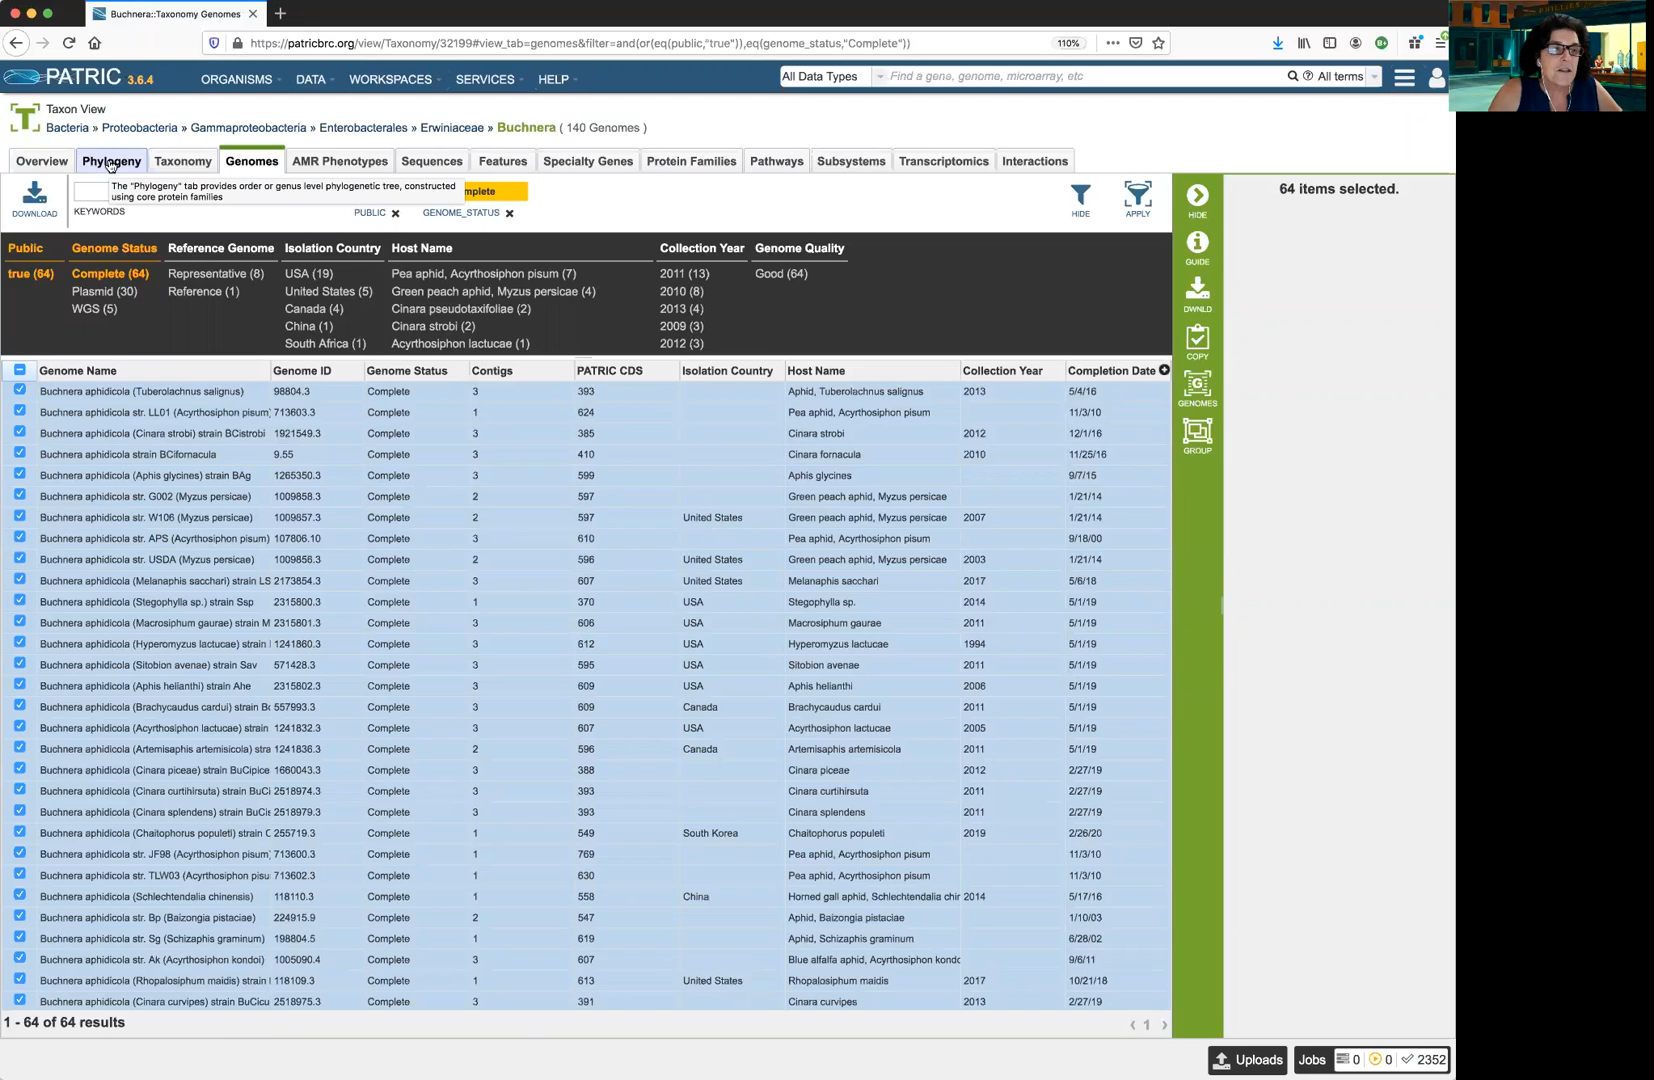 Buchnera::Taxonomy Genomes
https://patricbrc.org/view/Taxonomy/32199#view_tab=genomes&filter=and(or(eq(public,"true")),eq(genome_status,"Complete"))
110%
PATRIC 3.6.4
ORGANISMS
DATA
WORKSPACES
SERVICES
HELP
All Data Types
Find a gene, genome, microarray, etc
All terms
Taxon View
Bacteria » Proteobacteria » Gammaproteobacteria » Enterobacterales » Erwiniaceae » Buchnera ( 140 Genomes )
Overview Phylogeny Taxonomy Genomes AMR Phenotypes Sequences Features Specialty Genes Protein Families Pathways Subsystems Transcriptomics Interactions
The "Phylogeny" tab provides order or genus level phylogenetic tree, constructed
using core protein families
mplete
DOWNLOAD
KEYWORDS
PUBLIC
GENOME_STATUS
HIDE
APPLY
Public Genome Status Reference Genome Isolation Country Host Name Collection Year Genome Quality
true (64) Complete (64) Representative (8) USA (19) Pea aphid, Acyrthosiphon pisum (7) 2011 (13) Good (64)
Plasmid (30) Reference (1) United States (5) Green peach aphid, Myzus persicae (4) 2010 (8)
WGS (5) Canada (4) Cinara pseudotaxifoliae (2) 2013 (4)
China (1) Cinara strobi (2) 2009 (3)
South Africa (1) Acyrthosiphon lactucae (1) 2012 (3)
Genome Name Genome ID Genome Status Contigs PATRIC CDS Isolation Country Host Name Collection Year Completion Date
Buchnera aphidicola (Tuberolachnus salignus) 98804.3 Complete 3 393 Aphid, Tuberolachnus salignus 2013 5/4/16
Buchnera aphidicola str. LL01 (Acyrthosiphon pisum) 713603.3 Complete 1 624 Pea aphid, Acyrthosiphon pisum 11/3/10
Buchnera aphidicola (Cinara strobi) strain BCistrobi 1921549.3 Complete 3 385 Cinara strobi 2012 12/1/16
Buchnera aphidicola strain BCifornacula 9.55 Complete 3 410 Cinara fornacula 2010 11/25/16
Buchnera aphidicola (Aphis glycines) strain BAg 1265350.3 Complete 3 599 Aphis glycines 9/7/15
Buchnera aphidicola str. G002 (Myzus persicae) 1009858.3 Complete 2 597 Green peach aphid, Myzus persicae 1/21/14
Buchnera aphidicola str. W106 (Myzus persicae) 1009857.3 Complete 2 597 United States Green peach aphid, Myzus persicae 2007 1/21/14
Buchnera aphidicola str. APS (Acyrthosiphon pisum) 107806.10 Complete 3 610 Pea aphid, Acyrthosiphon pisum 9/18/00
Buchnera aphidicola str. USDA (Myzus persicae) 1009856.3 Complete 2 596 United States Green peach aphid, Myzus persicae 2003 1/21/14
Buchnera aphidicola (Melanaphis sacchari) strain LS 2173854.3 Complete 3 607 United States Melanaphis sacchari 2017 5/6/18
Buchnera aphidicola (Stegophylla sp.) strain Ssp 2315800.3 Complete 1 370 USA Stegophylla sp. 2014 5/1/19
Buchnera aphidicola (Macrosiphum gaurae) strain M 2315801.3 Complete 3 606 USA Macrosiphum gaurae 2011 5/1/19
Buchnera aphidicola (Hyperomyzus lactucae) strain 1241860.3 Complete 3 612 USA Hyperomyzus lactucae 1994 5/1/19
Buchnera aphidicola (Sitobion avenae) strain Sav 571428.3 Complete 3 595 USA Sitobion avenae 2011 5/1/19
Buchnera aphidicola (Aphis helianthi) strain Ahe 2315802.3 Complete 3 609 USA Aphis helianthi 2006 5/1/19
Buchnera aphidicola (Brachycaudus cardui) strain Bc 557993.3 Complete 3 609 Canada Brachycaudus cardui 2011 5/1/19
Buchnera aphidicola (Acyrthosiphon lactucae) strain 1241832.3 Complete 3 607 USA Acyrthosiphon lactucae 2005 5/1/19
Buchnera aphidicola (Artemisaphis artemisicola) stra 1241836.3 Complete 2 596 Canada Artemisaphis artemisicola 2011 5/1/19
Buchnera aphidicola (Cinara piceae) strain BuCipice 1660043.3 Complete 3 388 Cinara piceae 2012 2/27/19
Buchnera aphidicola (Cinara curtihirsuta) strain BuCi 2518974.3 Complete 3 393 Cinara curtihirsuta 2011 2/27/19
Buchnera aphidicola (Cinara splendens) strain BuCis 2518979.3 Complete 3 393 Cinara splendens 2011 2/27/19
Buchnera aphidicola (Chaitophorus populeti) strain C 255719.3 Complete 1 549 South Korea Chaitophorus populeti 2019 2/26/20
Buchnera aphidicola str. JF98 (Acyrthosiphon pisum) 713600.3 Complete 1 769 Pea aphid, Acyrthosiphon pisum 11/3/10
Buchnera aphidicola str. TLW03 (Acyrthosiphon pisu 713602.3 Complete 1 630 Pea aphid, Acyrthosiphon pisum 11/3/10
Buchnera aphidicola (Schlechtendalia chinensis) 118110.3 Complete 1 558 China Horned gall aphid, Schlechtendalia chir 2014 5/17/16
Buchnera aphidicola str. Bp (Baizongia pistaciae) 224915.9 Complete 2 547 Aphid, Baizongia pistaciae 1/10/03
Buchnera aphidicola str. Sg (Schizaphis graminum) 198804.5 Complete 1 619 Aphid, Schizaphis graminum 6/28/02
Buchnera aphidicola str. Ak (Acyrthosiphon kondoi) 1005090.4 Complete 3 607 Blue alfalfa aphid, Acyrthosiphon kondo 9/6/11
Buchnera aphidicola (Rhopalosiphum maidis) strain 118109.3 Complete 1 613 United States Rhopalosiphum maidis 2017 10/21/18
Buchnera aphidicola (Cinara curvipes) strain BuCicu 2518975.3 Complete 3 391 Cinara curvipes 2013 2/27/19
1 - 64 of 64 results
1
HIDE
GUIDE
DWNLD
COPY
GENOMES
GROUP
64 items selected.
Uploads
Jobs 0 0 2352
PHILLIES